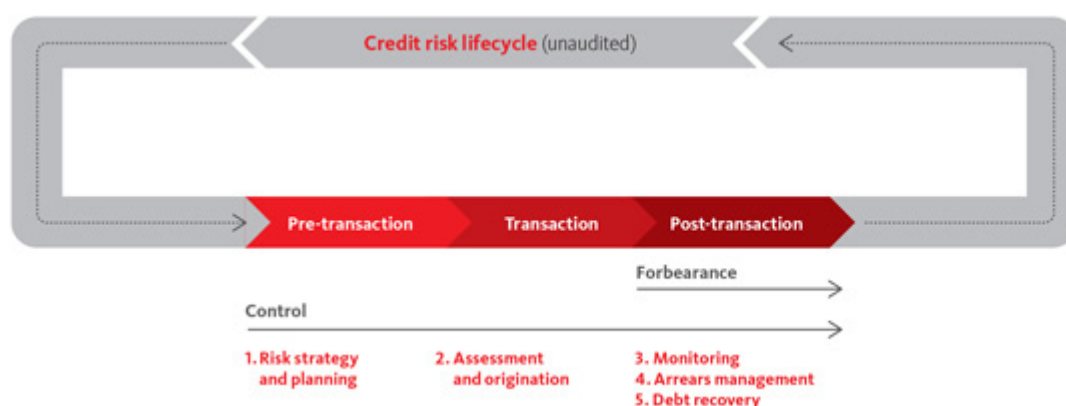 Credit risk lifecycle (unaudited)
Pre-transaction
Transaction
Post-transaction
Forbearance
Control
1. Risk strategy
and planning
2. Assessment
and origination
3. Monitoring
4. Arrears management
5. Debt recovery